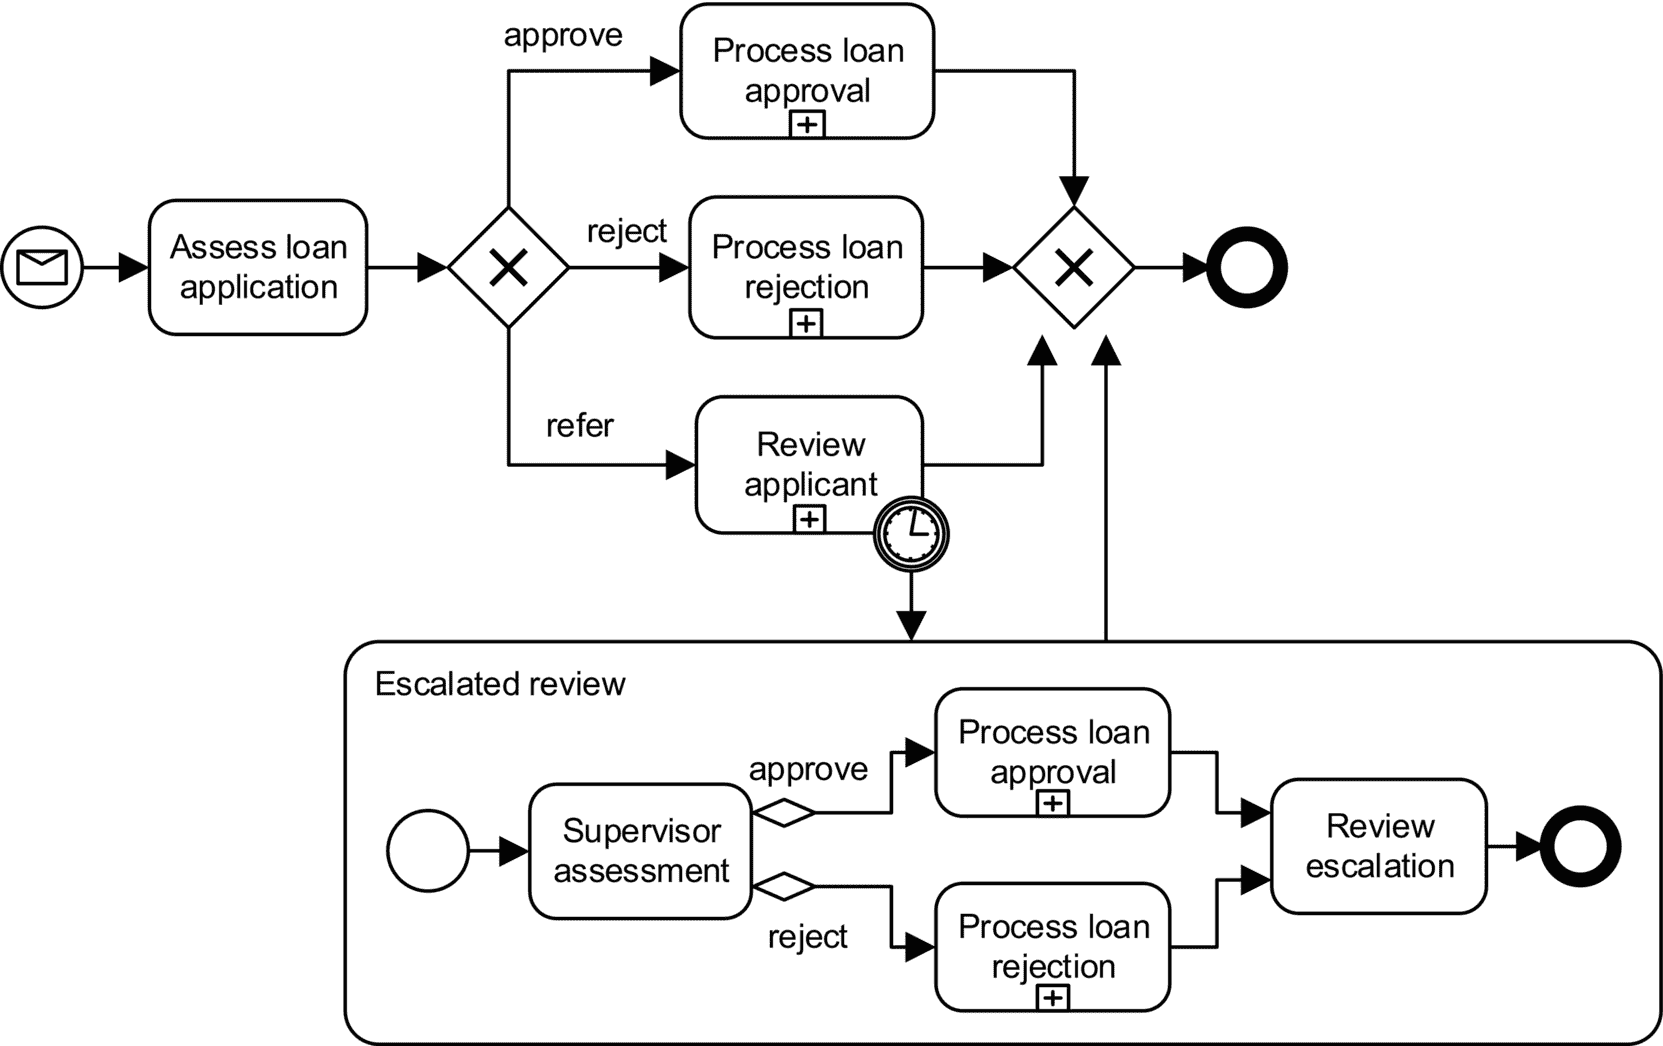 approve
Process loan
approval
Assess loan
application
reject
Process loan
rejection
refer
Review
applicant
Escalated review
Supervisor
assessment
approve
Process loan
approval
reject
Process loan
rejection
Review
escalation